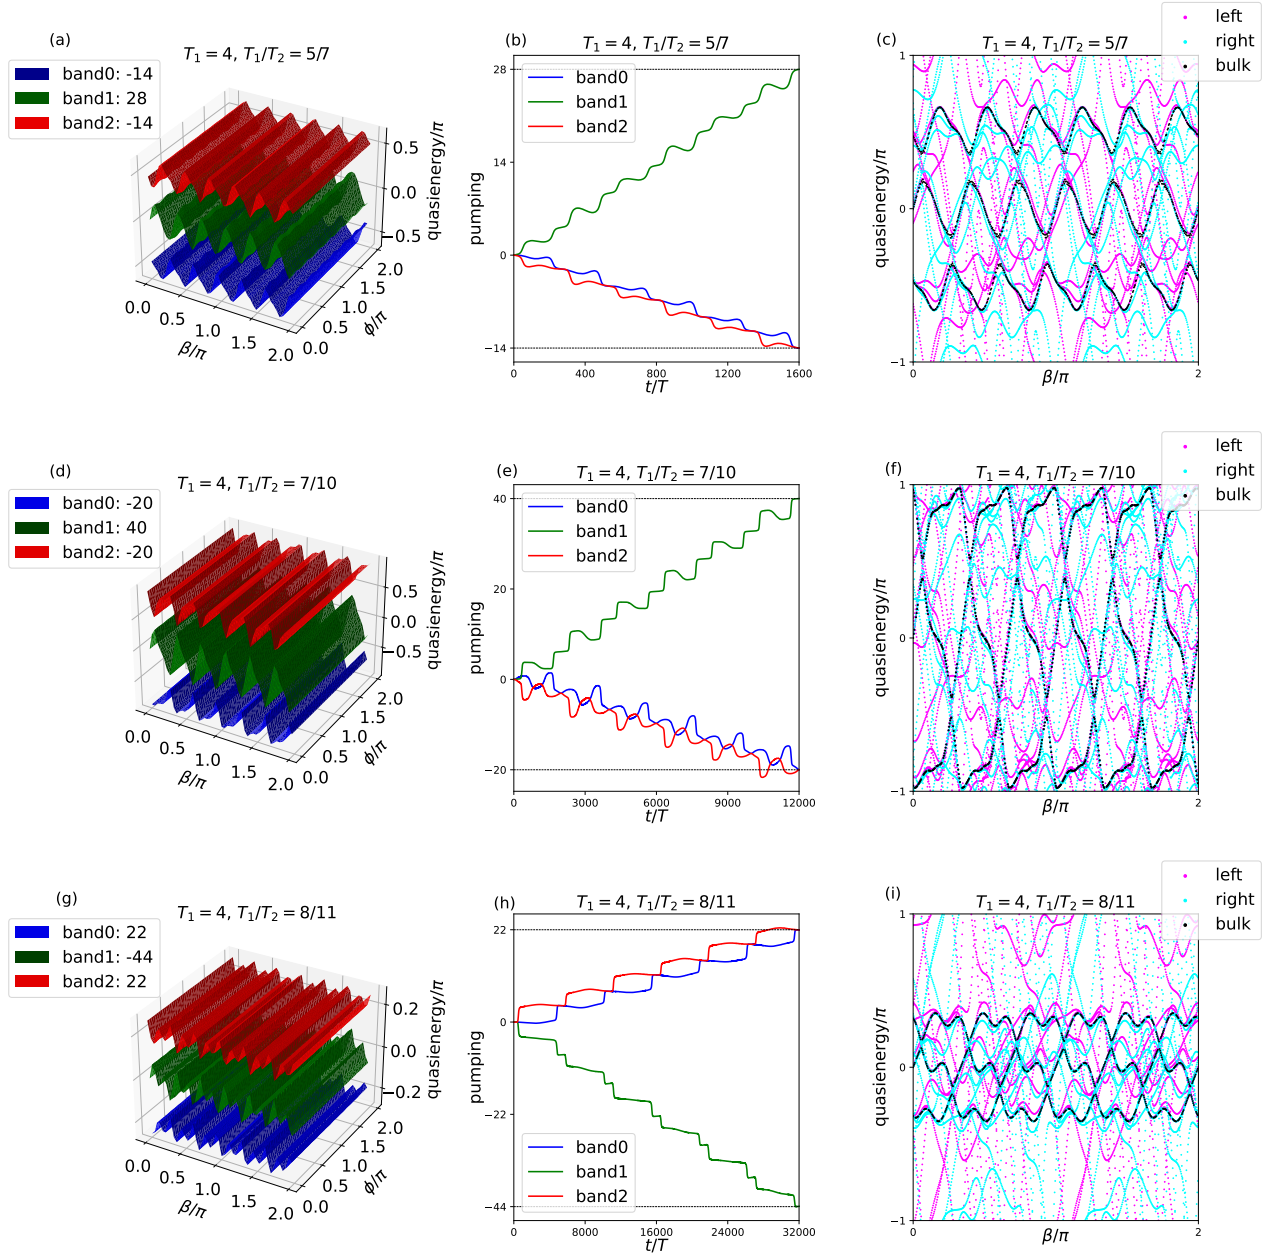 (a)
T₁ = 4, T₁/T₂ = 5/7
band0: -14
band1: 28
band2: -14
0.5
0.0
−0.5
quasienergy/π
0.0
0.5
1.0
1.5
2.0
β/π
0.0
0.5
1.0
1.5
2.0
ϕ/π
(b)
T₁ = 4, T₁/T₂ = 5/7
band0
band1
band2
28
14
0
−14
pumping
0
400
800
1200
1600
t/T
(c)
T₁ = 4, T₁/T₂ = 5/7
left
right
bulk
1
0
−1
quasienergy/π
0
2
β/π
(d)
T₁ = 4, T₁/T₂ = 7/10
band0: -20
band1: 40
band2: -20
0.5
0.0
−0.5
quasienergy/π
0.0
0.5
1.0
1.5
2.0
β/π
0.0
0.5
1.0
1.5
2.0
ϕ/π
(e)
T₁ = 4, T₁/T₂ = 7/10
band0
band1
band2
40
20
0
−20
pumping
0
3000
6000
9000
12000
t/T
(f)
T₁ = 4, T₁/T₂ = 7/10
left
right
bulk
1
0
−1
quasienergy/π
0
2
β/π
(g)
T₁ = 4, T₁/T₂ = 8/11
band0: 22
band1: -44
band2: 22
0.2
0.0
−0.2
quasienergy/π
0.0
0.5
1.0
1.5
2.0
β/π
0.0
0.5
1.0
1.5
2.0
ϕ/π
(h)
T₁ = 4, T₁/T₂ = 8/11
band0
band1
band2
22
0
−22
−44
pumping
0
8000
16000
24000
32000
t/T
(i)
T₁ = 4, T₁/T₂ = 8/11
left
right
bulk
1
0
−1
quasienergy/π
0
2
β/π